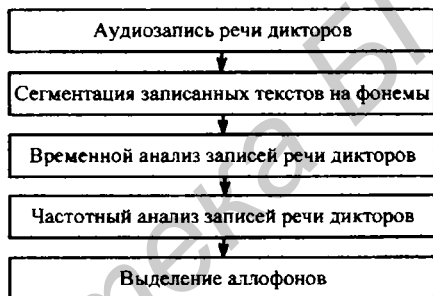 Аудиозапись речи дикторов
Сегментация записанных текстов на фонемы
Временной анализ записей речи дикторов
Частотный анализ записей речи дикторов
Выделение аллофонов